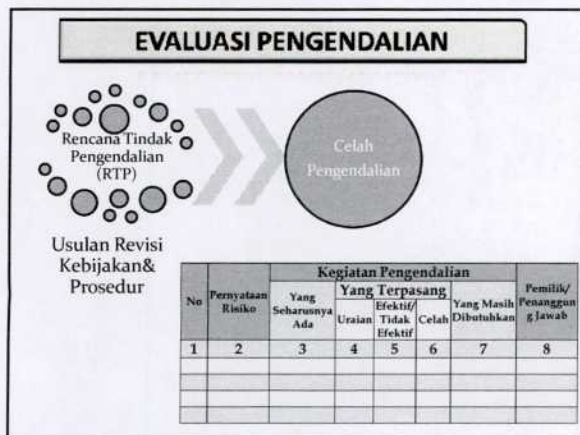 EVALUASI PENGENDALIAN
Rencana Tindak
Pengendalian
(RTP)
Celah
Pengendalian
Usulan Revisi
Kebijakan&
Prosedur
Kegiatan Pengendalian
No
Pernyataan
Risiko
Yang
Seharusnya
Ada
Yang Terpasang
Uraian
Efektif/
Tidak
Efektif
Celah
Yang Masih
Dibutuhkan
Pemilik/
Penanggun
g Jawab
1 2 3 4 5 6 7 8